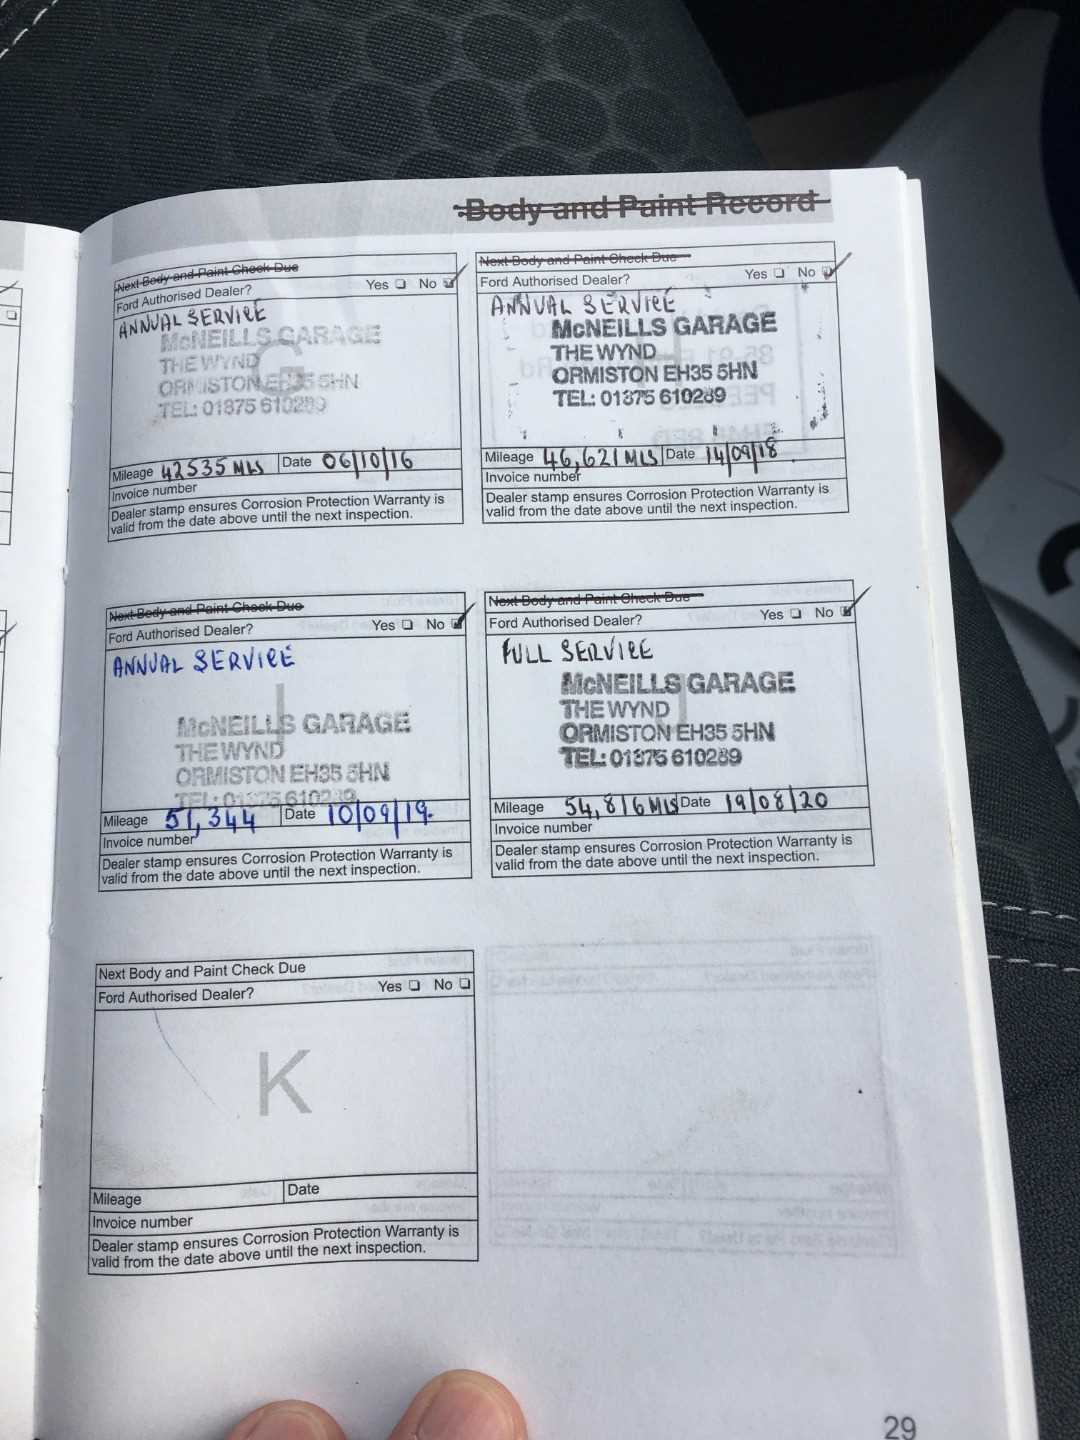 Body and Paint Record
Next Body and Paint Check Due
Ford Authorised Dealer? Yes No
ANNUAL SERVICE
McNEILLS GARAGE
THE WYND
G
ORMISTON EH35 5HN
TEL: 01875 610289
Mileage 42535 MLS Date 06/10/16
Invoice number
Dealer stamp ensures Corrosion Protection Warranty is
valid from the date above until the next inspection.
Next Body and Paint Check Due
Ford Authorised Dealer? Yes No
ANNUAL SERVICE
McNEILLS GARAGE
THE WYND
H
ORMISTON EH35 5HN
TEL: 01875 610289
Mileage 46,621 MLS Date 14/09/18
Invoice number
Dealer stamp ensures Corrosion Protection Warranty is
valid from the date above until the next inspection.
Next Body and Paint Check Due
Ford Authorised Dealer? Yes No
ANNUAL SERVICE
I
McNEILLS GARAGE
THE WYND
ORMISTON EH35 5HN
TEL: 01875 610289
Mileage 51,344 Date 10/09/19.
Invoice number
Dealer stamp ensures Corrosion Protection Warranty is
valid from the date above until the next inspection.
Next Body and Paint Check Due
Ford Authorised Dealer? Yes No
FULL SERVICE
McNEILLS GARAGE
J
THE WYND
ORMISTON EH35 5HN
TEL: 01875 610289
Mileage 54,816 MLS Date 19/08/20
Invoice number
Dealer stamp ensures Corrosion Protection Warranty is
valid from the date above until the next inspection.
Next Body and Paint Check Due
Ford Authorised Dealer? Yes No
K
Mileage Date
Invoice number
Dealer stamp ensures Corrosion Protection Warranty is
valid from the date above until the next inspection.
29